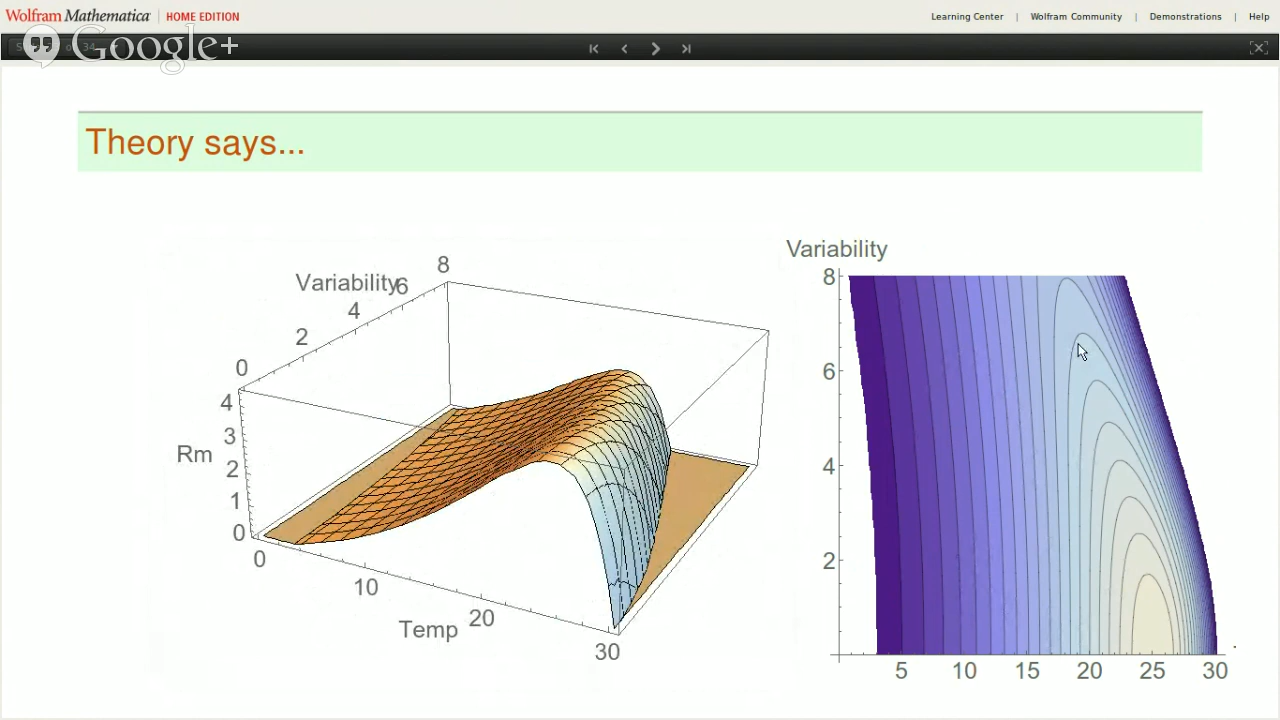 Wolfram Mathematica | HOME EDITION
Learning Center | Wolfram Community | Demonstrations | Help
Google+
34
Theory says...
Variability
8
6
4
2
0
4
3
2
1
0
Rm
0
10
20
30
Temp
Variability
8
6
4
2
5 10 15 20 25 30